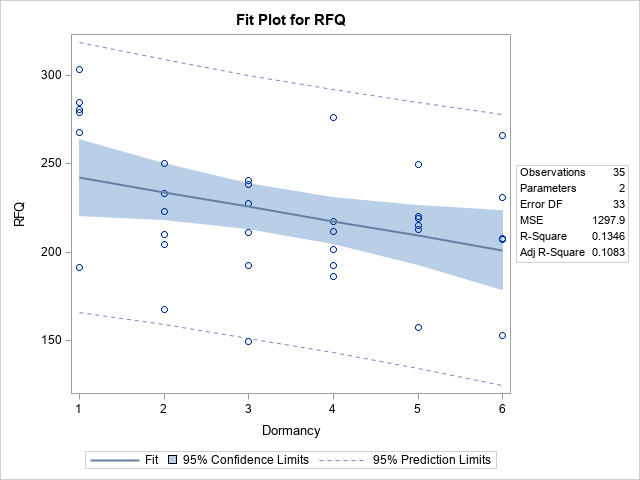 Fit Plot for RFQ
300
250
200
150
RFQ
1 2 3 4 5 6
Dormancy
Observations 35
Parameters 2
Error DF 33
MSE 1297.9
R-Square 0.1346
Adj R-Square 0.1083
Fit 95% Confidence Limits 95% Prediction Limits